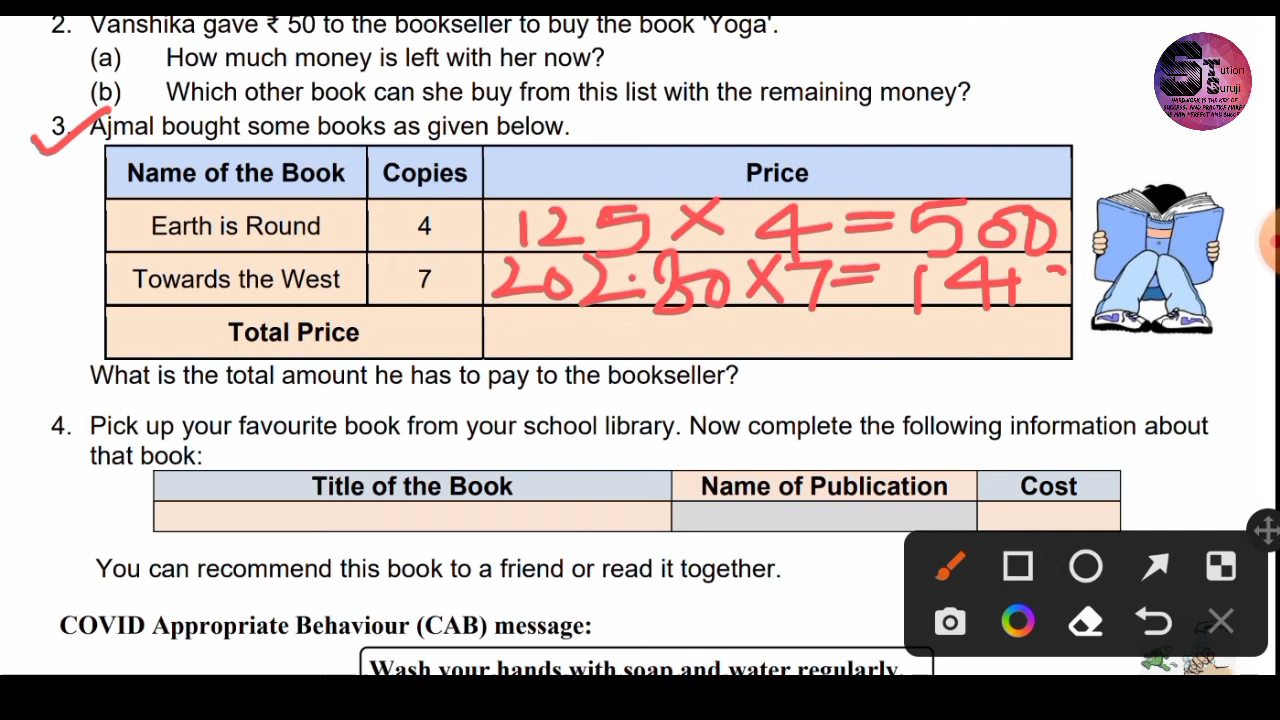 2. Vanshika gave ₹ 50 to the bookseller to buy the book 'Yoga'.
(a) How much money is left with her now?
(b) Which other book can she buy from this list with the remaining money?
3. Ajmal bought some books as given below.
Name of the Book Copies Price
Earth is Round 4 125 × 4 = 500
Towards the West 7 202.30 × 7 = 141
Total Price
What is the total amount he has to pay to the bookseller?
4. Pick up your favourite book from your school library. Now complete the following information about
that book:
Title of the Book Name of Publication Cost
You can recommend this book to a friend or read it together.
COVID Appropriate Behaviour (CAB) message:
Wash your hands with soap and water regularly.